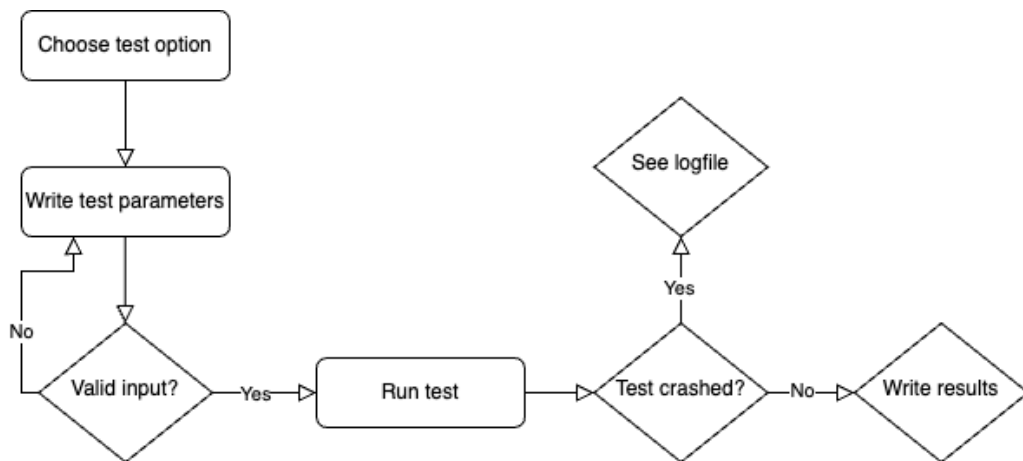 Choose test option
Write test parameters
No
Valid input?
Yes
Run test
See logfile
Yes
Test crashed?
No
Write results